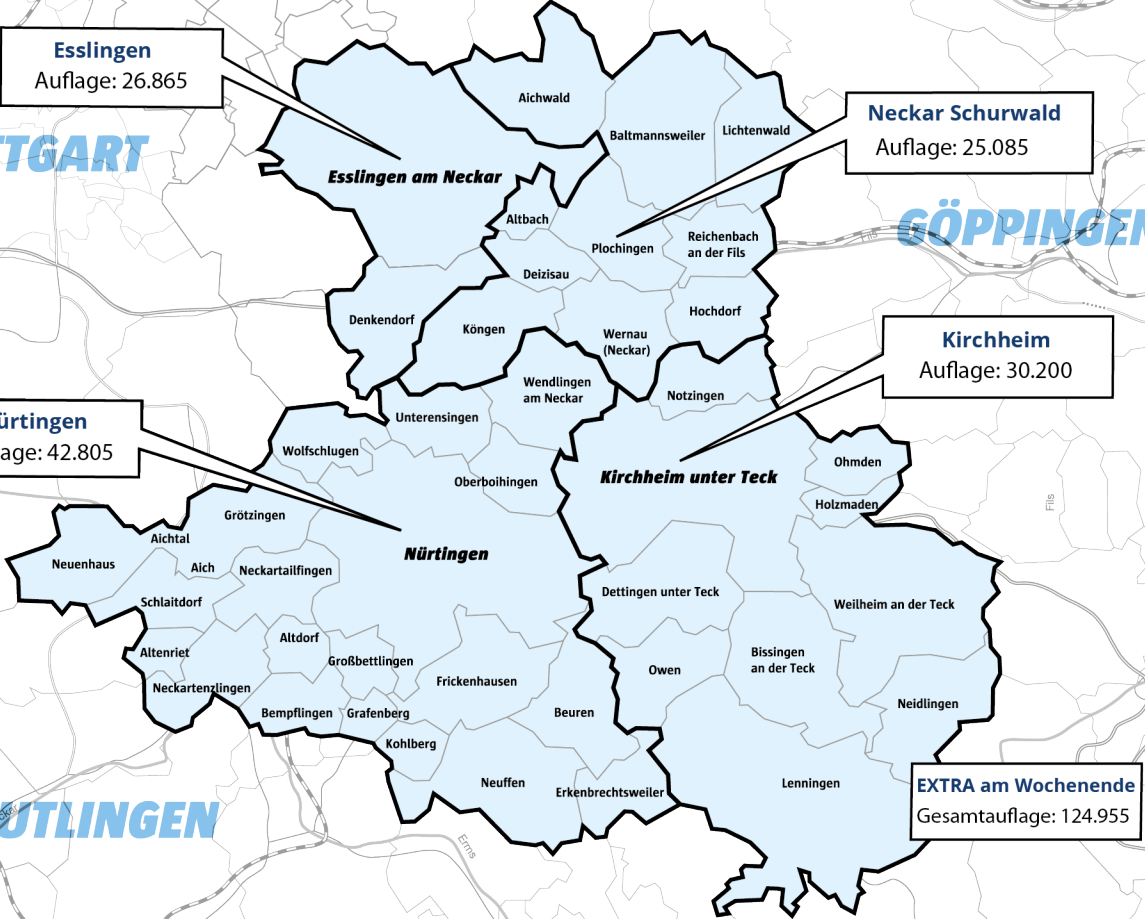 Esslingen
Auflage: 26.865
TTGART
Aichwald
Baltmannsweiler
Lichtenwald
Neckar Schurwald
Auflage: 25.085
Esslingen am Neckar
Altbach
Plochingen
Reichenbach
an der Fils
GÖPPINGEN
Fils
Deizisau
Denkendorf
Köngen
Wernau
(Neckar)
Hochdorf
Kirchheim
Auflage: 30.200
Wendlingen
am Neckar
Notzingen
ürtingen
age: 42.805
Unterensingen
Wolfschlugen
Oberboihingen
Kirchheim unter Teck
Ohmden
Holzmaden
Fils
Grötzingen
Aichtal
Neuenhaus
Aich
Neckartailfingen
Nürtingen
Schlaitdorf
Dettingen unter Teck
Weilheim an der Teck
Altdorf
Altenriet
Großbettlingen
Bissingen
an der Teck
Owen
Frickenhausen
Neckartenzlingen
Bempflingen
Grafenberg
Beuren
Neidlingen
Kohlberg
Neuffen
Erkenbrechtsweiler
Lenningen
EXTRA am Wochenende
Gesamtauflage: 124.955
UTLINGEN
Erms